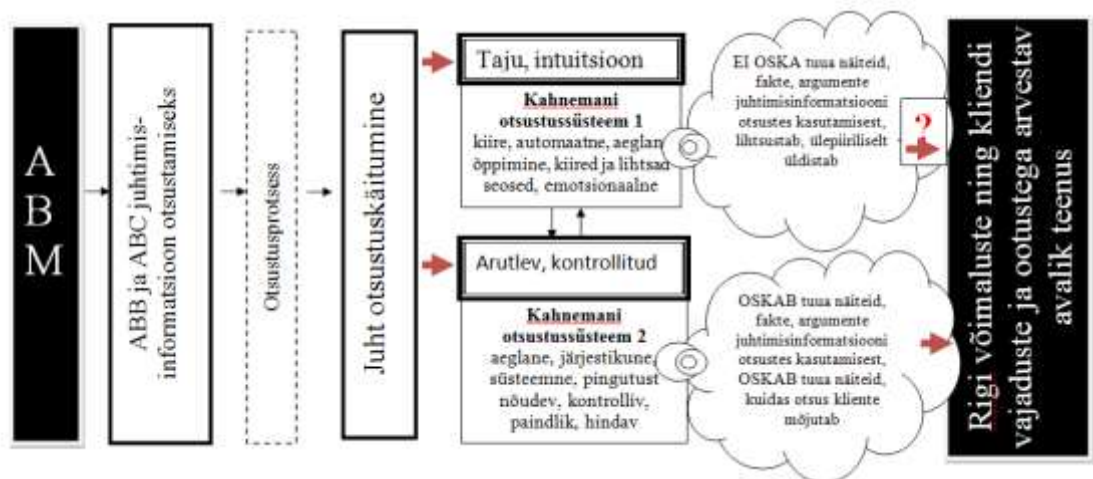 A
B
M
ABB ja ABC juhtimis-
informatsioon otsustamiseks
Otsustusprotsess
Juht otsustuskäitumine
Taju, intuitsioon
Kahnemani
otsustussüsteem 1
kiire, automaatne, aeglan
õppimine, kiired ja lihtsad
seosed, emotsionaalne
Arutlev, kontrollitud
Kahnemani
otsustussüsteem 2
aeglane, järjestikune,
süsteemne, pingutust
nõudev, kontrolliv,
paindlik, hindav
EI OSKA tuua näiteid,
fakte, argumente
juhtimisinformatsiooni
otsustes kasutamisest,
lihtsustab, ülepiiriliselt
üldistab
?
OSKAB tuua näiteid,
fakte, argumente
juhtimisinformatsiooni
otsustes kasutamisest,
OSKAB tuua näiteid,
kuidas otsus kliente
mõjutab
Rigi võimaluste ning kliendi
vajaduste ja ootustega arvestav
avalik teenus